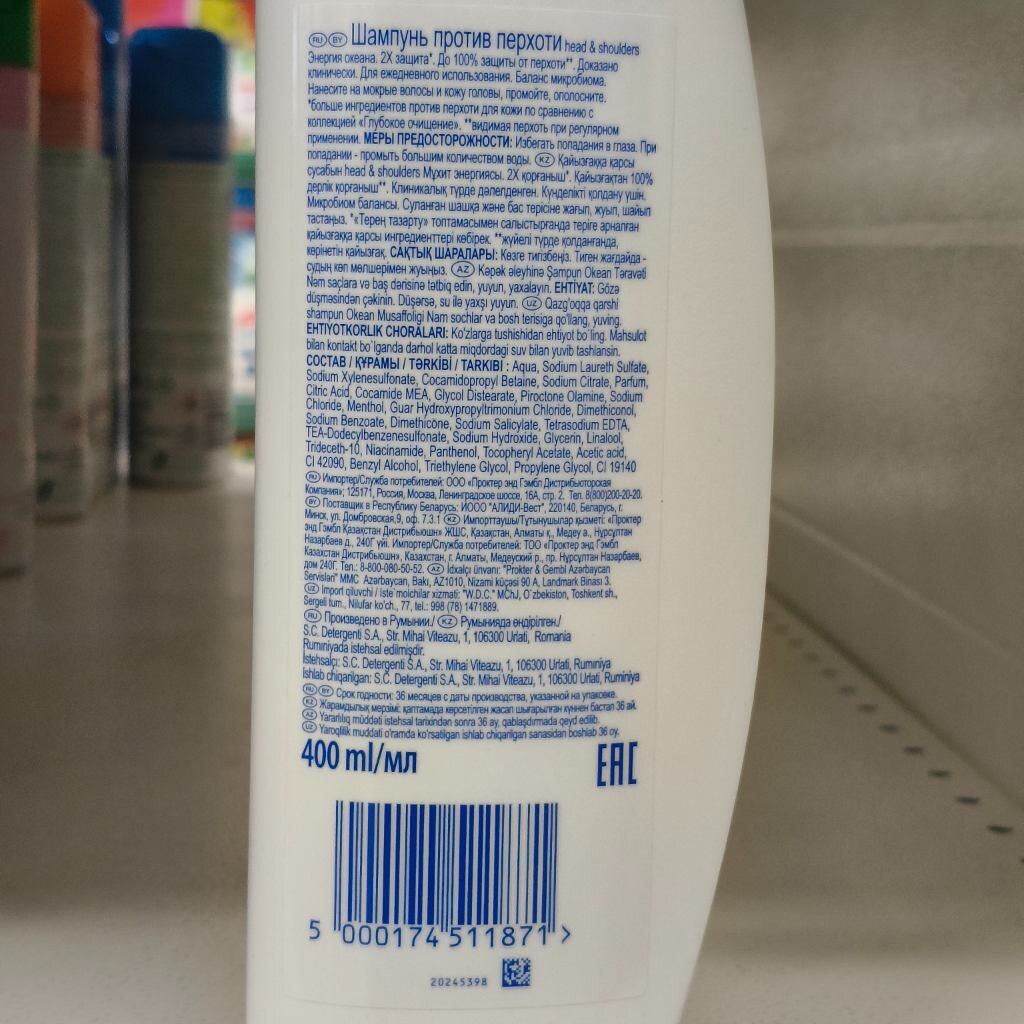 RU BY Шампунь против перхоти head & shoulders
Энергия океана. 2X защита*. До 100% защиты от перхоти**. Доказано
клинически. Для ежедневного использования. Баланс микробиома.
Нанесите на мокрые волосы и кожу головы, промойте, ополосните.
*больше ингредиентов против перхоти для кожи по сравнению с
коллекцией «Глубокое очищение». **видимая перхоть при регулярном
применении. МЕРЫ ПРЕДОСТОРОЖНОСТИ: Избегать попадания в глаза. При
попадании - промыть большим количеством воды. KZ Қайызғаққа қарсы
сусабын head & shoulders Мұхит энергиясы. 2X қорғаныш*. Қайызғақтан 100%
дерлік қорғаныш**. Клиникалық түрде дәлелденген. Күнделікті қолдану үшін.
Микробиом балансы. Суланған шашқа және бас терісіне жағып, жуып, шайып
тастаңыз. *«Терең тазарту» топтамасымен салыстырғанда теріге арналған
қайызғаққа қарсы ингредиенттері көбірек. **жүйелі түрде қолданғанда,
көрінетін қайызғақ. САҚТЫҚ ШАРАЛАРЫ: Көзге тигізбеңіз. Тиген жағдайда -
судың көп мөлшерімен жуыңыз. AZ Kəpək əleyhinə Şampun Okean Təravəti
Nəm saçlara və baş dərisinə tətbiq edin, yuyun, yaxalayın. EHTİYAT: Gözə
düşməsindən çəkinin. Düşərsə, su ilə yaxşı yuyun. UZ Qazg'oqqa qarshi
shampun Okean Musaffoligi Nam sochlar va bosh terisiga qo'llang, yuving.
EHTIYOTKORLIK CHORALARI: Ko'zlarga tushishidan ehtiyot bo`ling. Mahsulot
bilan kontakt bo`lganda darhol katta miqdordagi suv bilan yuvib tashlansin.
СОСТАВ / ҚҰРАМЫ / TƏRKİBİ / TARKIBI : Aqua, Sodium Laureth Sulfate,
Sodium Xylenesulfonate, Cocamidopropyl Betaine, Sodium Citrate, Parfum,
Citric Acid, Cocamide MEA, Glycol Distearate, Piroctone Olamine, Sodium
Chloride, Menthol, Guar Hydroxypropyltrimonium Chloride, Dimethiconol,
Sodium Benzoate, Dimethicone, Sodium Salicylate, Tetrasodium EDTA,
TEA-Dodecylbenzenesulfonate, Sodium Hydroxide, Glycerin, Linalool,
Trideceth-10, Niacinamide, Panthenol, Tocopheryl Acetate, Acetic acid,
CI 42090, Benzyl Alcohol, Triethylene Glycol, Propylene Glycol, CI 19140
RU Импортер/Служба потребителей: ООО «Проктер энд Гэмбл Дистрибьюторская
Компания»; 125171, Россия, Москва, Ленинградское шоссе, 16А, стр. 2. Тел. 8(800)200-20-20.
BY Поставщик в Республику Беларусь: ИООО "АЛИДИ-Вест", 220140, Беларусь, г.
Минск, ул. Домбровская,9, оф. 7.3.1 KZ Импорттаушы/Тұтынушылар қызметі: «Проктер
энд Гэмбл Қазақстан Дистрибьюшн» ЖШС, Қазақстан, Алматы қ., Медеу а., Нұрсұлтан
Назарбаев д., 240Г үйі. Импортер/Служба потребителей: ТОО «Проктер энд Гэмбл
Казахстан Дистрибьюшн», Казахстан, г. Алматы, Медеуский р., пр. Нурсултан Назарбаев,
дом 240Г. Тел.: 8-800-080-50-52. AZ İdxalçı ünvanı: "Prokter & Gembl Azərbaycan
Servisləri" MMC Azərbaycan, Bakı, AZ1010, Nizami küçəsi 90 A, Landmark Binası 3.
UZ Import qiluvchi / Iste`molchilar xizmati: "W.D.C." MChJ, O`zbekiston, Toshkent sh.,
Sergeli tum., Nilufar ko'ch., 77, tel.: 998 (78) 1471889.
RU Произведено в Румынии./ KZ Румынияда өндірілген./
S.C. Detergenti S.A., Str. Mihai Viteazu, 1, 106300 Urlati, Romania
Rumıniyada istehsal edilmişdir.
İstehsalçı: S.C. Detergenti S.A., Str. Mihai Viteazu, 1, 106300 Urlati, Rumıniya
Ishlab chiqarilgan: S.C. Detergenti S.A., Str. Mihai Viteazu, 1, 106300 Urlati, Ruminiya
RU BY Срок годности: 36 месяцев с даты производства, указанной на упаковке.
KZ Жарамдылық мерзімі: қаптамада көрсетілген жасап шығарылған күннен бастап 36 ай.
AZ Yararlılıq müddəti istehsal tarixindən sonra 36 ay, qablaşdırmada qeyd edilib.
UZ Yaroqlilik muddati o'ramda ko'rsatilgan ishlab chiqarilgan sanasidan boshlab 36 oy.
400 ml/мл EAC
5 000174 511871 >
20245398